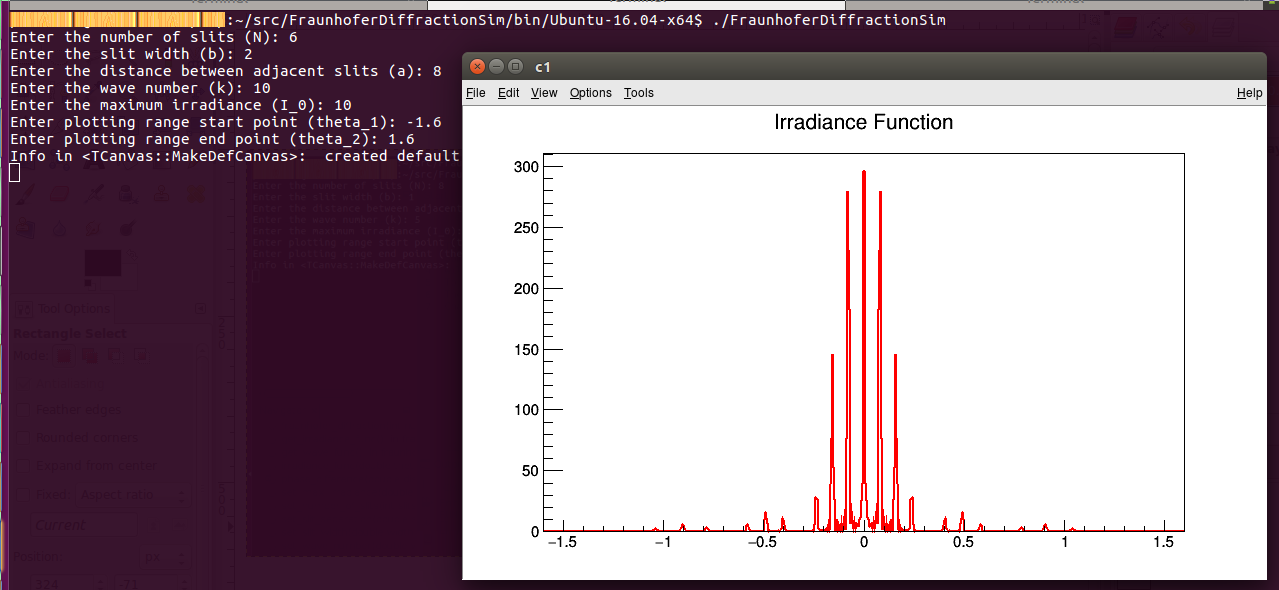 :~/src/FraunhoferDiffractionSim/bin/Ubuntu-16.04-x64$ ./FraunhoferDiffractionSim
Enter the number of slits (N): 6
Enter the slit width (b): 2
Enter the distance between adjacent slits (a): 8
Enter the wave number (k): 10
Enter the maximum irradiance (I_0): 10
Enter plotting range start point (theta_1): -1.6
Enter plotting range end point (theta_2): 1.6
Info in <TCanvas::MakeDefCanvas>:  created default
c1
File Edit View Options Tools Help
Irradiance Function
300
250
200
150
100
50
0
−1.5 −1 −0.5 0 0.5 1 1.5
Tool Options
Rectangle Select
Mode:
Feather edges
Rounded corners
Expand from center
Fixed: Aspect ratio
Current
Position: px
324 71